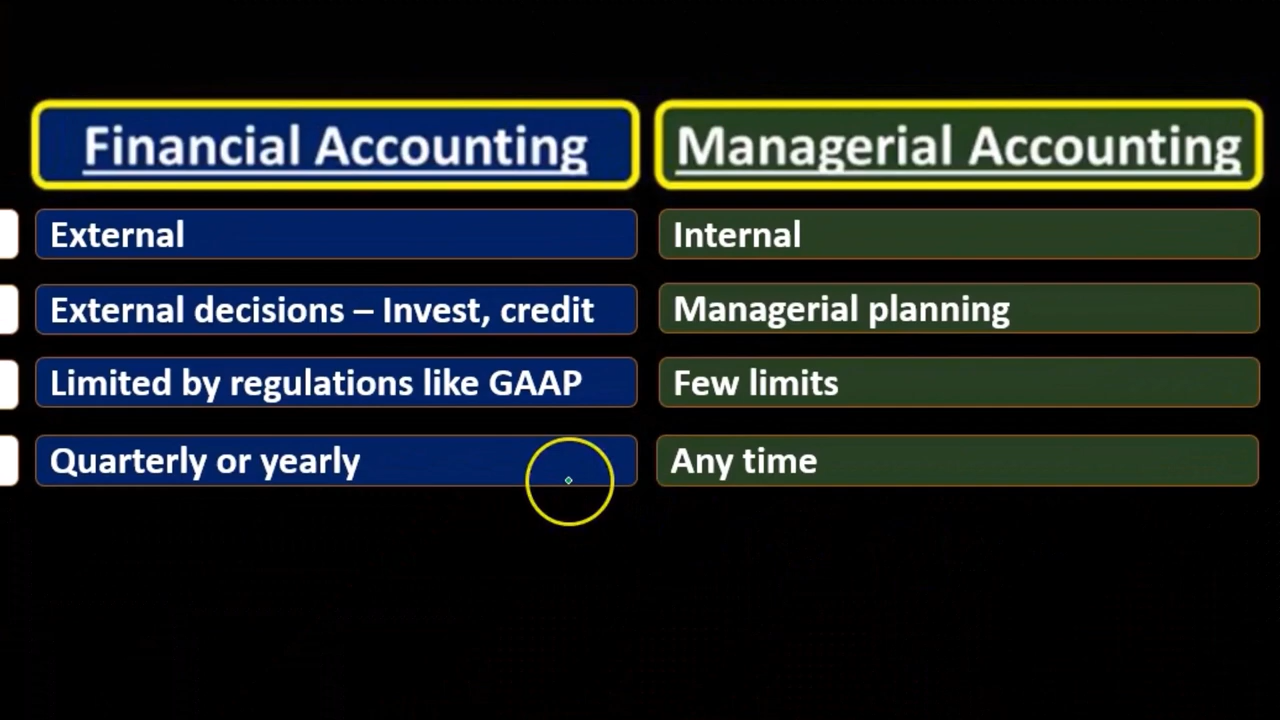 Financial Accounting
Managerial Accounting
External
Internal
External decisions – Invest, credit
Managerial planning
Limited by regulations like GAAP
Few limits
Quarterly or yearly
Any time